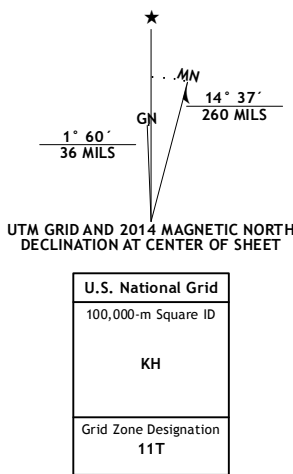 ★
MN
GN
14° 37´
260 MILS
1° 60´
36 MILS
UTM GRID AND 2014 MAGNETIC NORTH
DECLINATION AT CENTER OF SHEET
U.S. National Grid
100,000-m Square ID
KH
Grid Zone Designation
11T